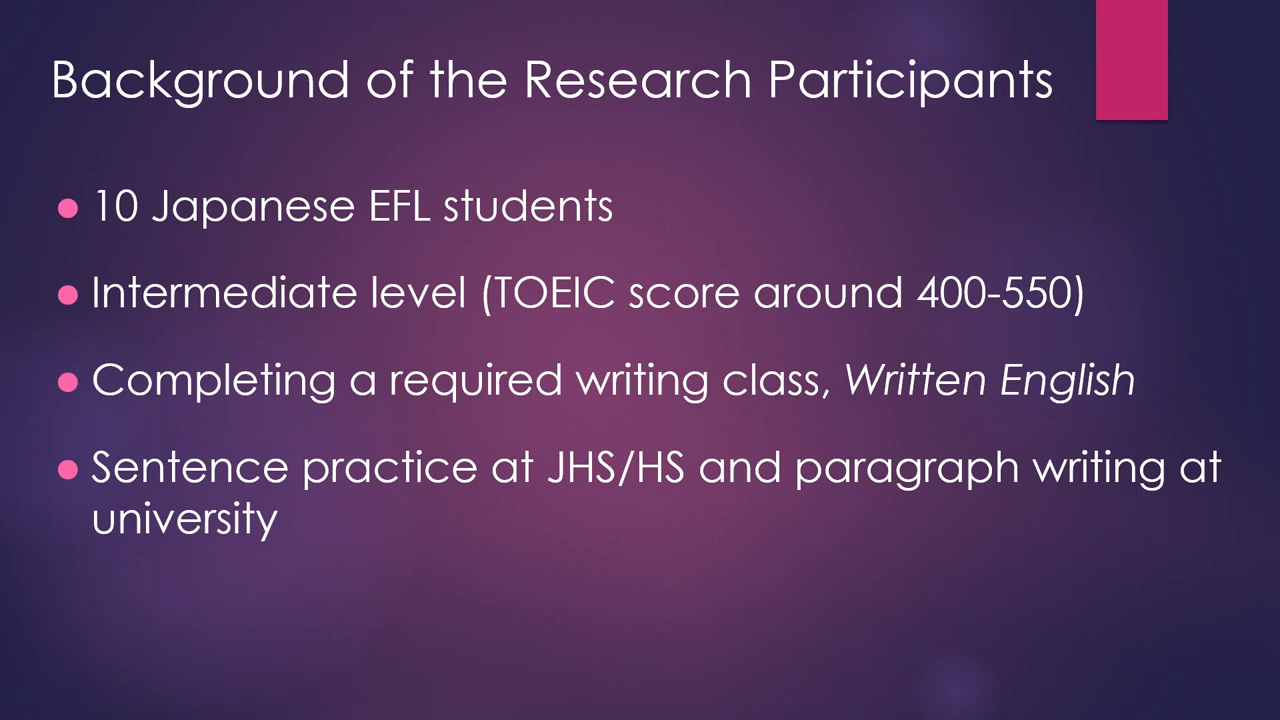 Background of the Research Participants
● 10 Japanese EFL students
● Intermediate level (TOEIC score around 400-550)
● Completing a required writing class, Written English
● Sentence practice at JHS/HS and paragraph writing at
university